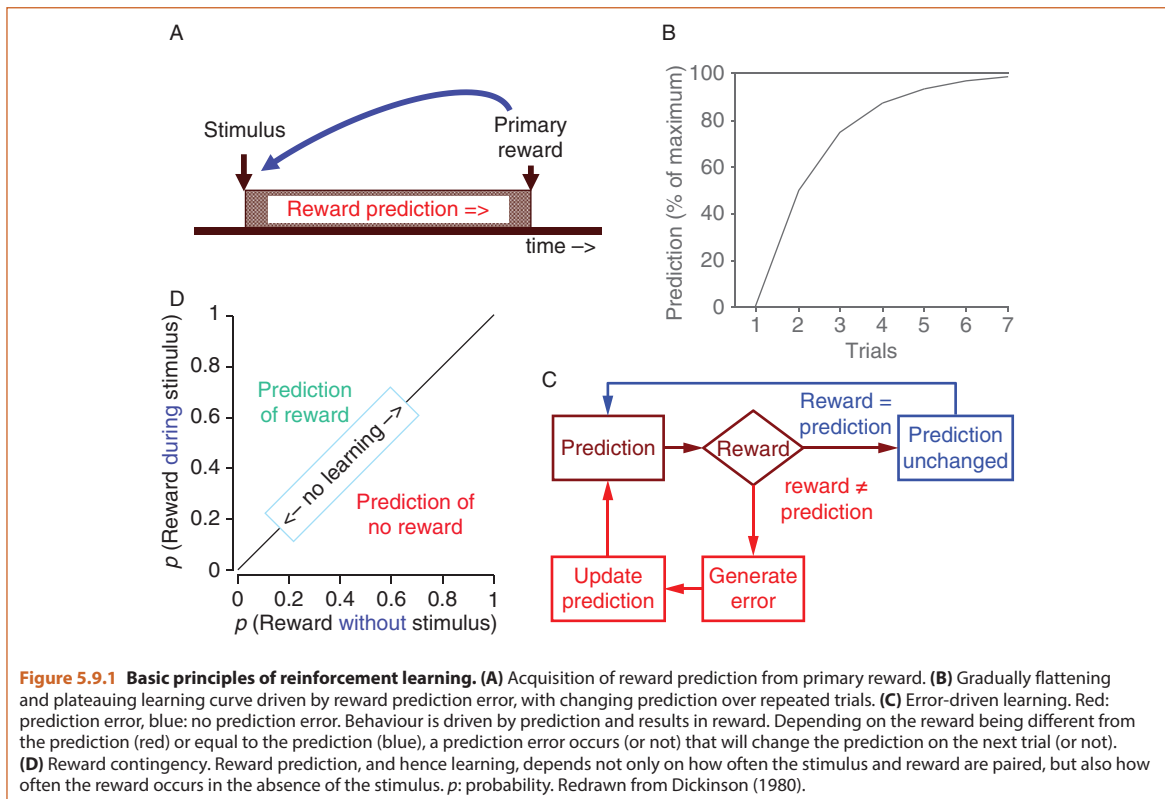 A
Stimulus
Primary
reward
Reward prediction =>
time –>
B
Prediction (% of maximum)
100
80
60
40
20
0
1 2 3 4 5 6 7
Trials
D
p (Reward during stimulus)
1
0.8
0.6
0.4
0.2
0
Prediction
of reward
<– no learning –>
Prediction of
no reward
0 0.2 0.4 0.6 0.8 1
p (Reward without stimulus)
C
Prediction
Reward
Reward =
prediction
Prediction
unchanged
reward ≠
prediction
Update
prediction
Generate
error
Figure 5.9.1 Basic principles of reinforcement learning. (A) Acquisition of reward prediction from primary reward. (B) Gradually flattening
and plateauing learning curve driven by reward prediction error, with changing prediction over repeated trials. (C) Error-driven learning. Red:
prediction error, blue: no prediction error. Behaviour is driven by prediction and results in reward. Depending on the reward being different from
the prediction (red) or equal to the prediction (blue), a prediction error occurs (or not) that will change the prediction on the next trial (or not).
(D) Reward contingency. Reward prediction, and hence learning, depends not only on how often the stimulus and reward are paired, but also how
often the reward occurs in the absence of the stimulus. p: probability. Redrawn from Dickinson (1980).